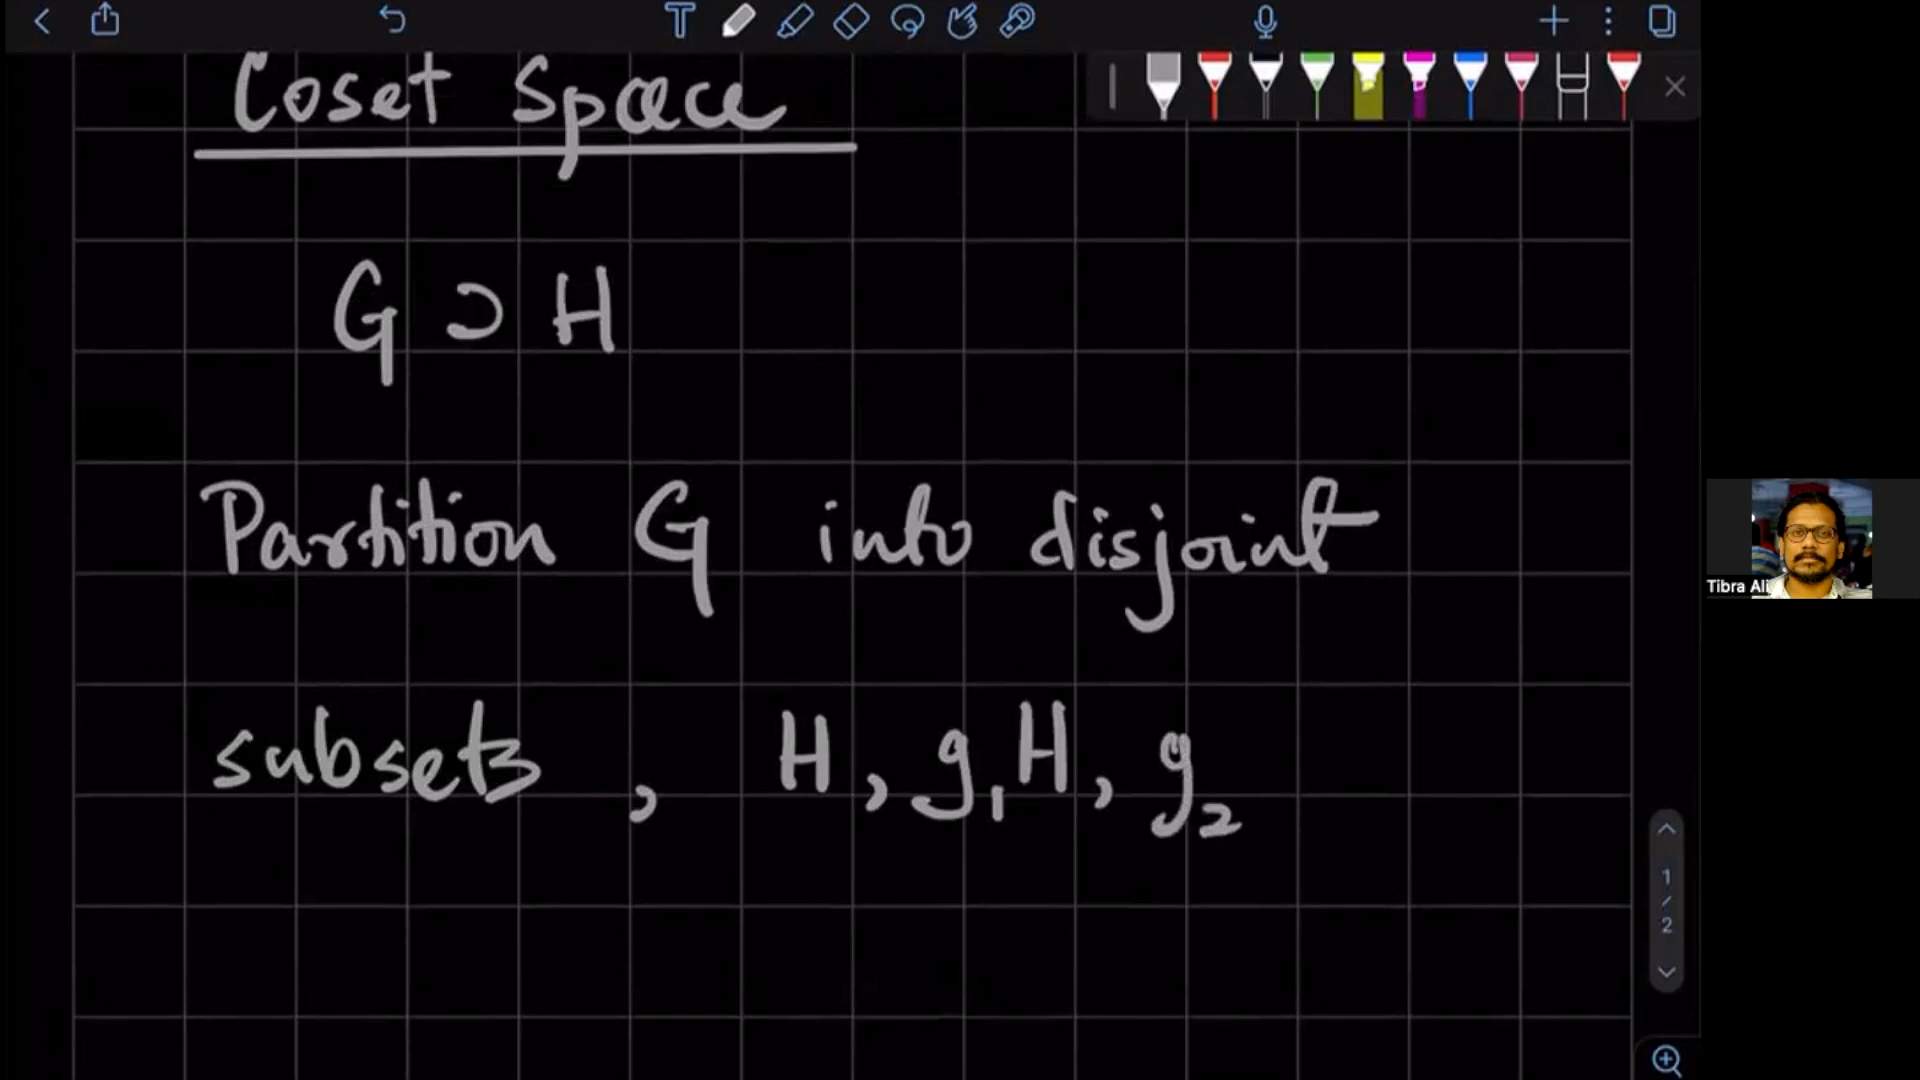 Coset Space
G ⊃ H
Partition G into disjoint
subsets , H , g₁H , g₂
1
/
2
Tibra Ali